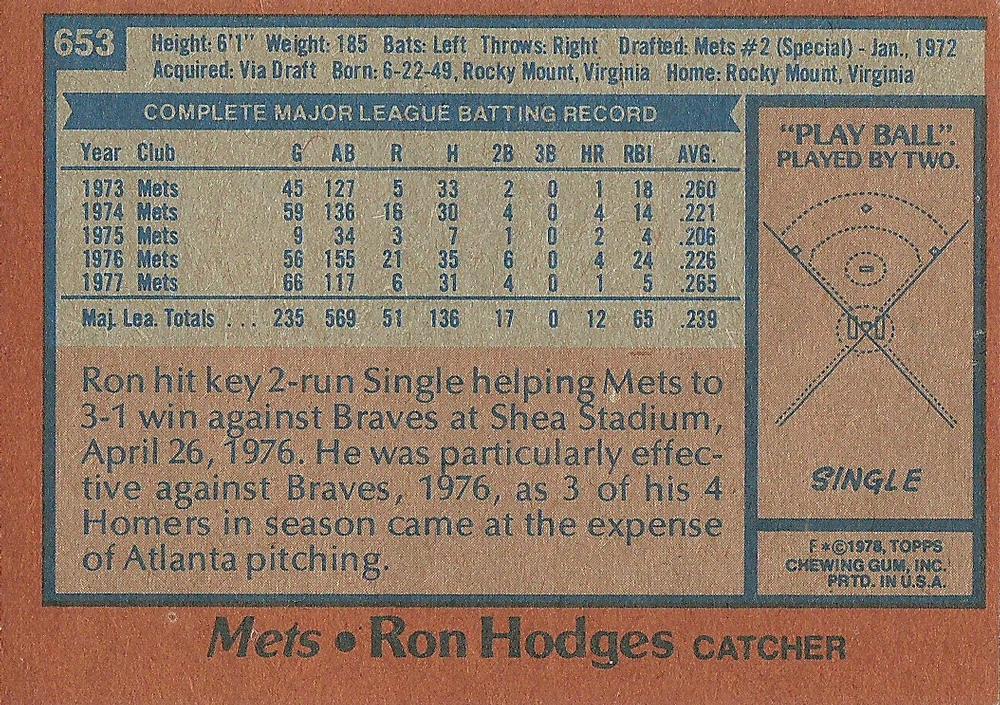 653
Height: 6'1" Weight: 185 Bats: Left Throws: Right Drafted: Mets #2 (Special) - Jan., 1972
Acquired: Via Draft Born: 6-22-49, Rocky Mount, Virginia Home: Rocky Mount, Virginia
COMPLETE MAJOR LEAGUE BATTING RECORD
Year Club G AB R H 2B 3B HR RBI AVG.
1973 Mets 45 127 5 33 2 0 1 18 .260
1974 Mets 59 136 16 30 4 0 4 14 .221
1975 Mets 9 34 3 7 1 0 2 4 .206
1976 Mets 56 155 21 35 6 0 4 24 .226
1977 Mets 66 117 6 31 4 0 1 5 .265
Maj. Lea. Totals . . . 235 569 51 136 17 0 12 65 .239
Ron hit key 2-run Single helping Mets to
3-1 win against Braves at Shea Stadium,
April 26, 1976. He was particularly effec-
tive against Braves, 1976, as 3 of his 4
Homers in season came at the expense
of Atlanta pitching.
"PLAY BALL".
PLAYED BY TWO.
SINGLE
F*©1978, TOPPS
CHEWING GUM, INC.
PRTD. IN U.S.A.
Mets • Ron Hodges CATCHER